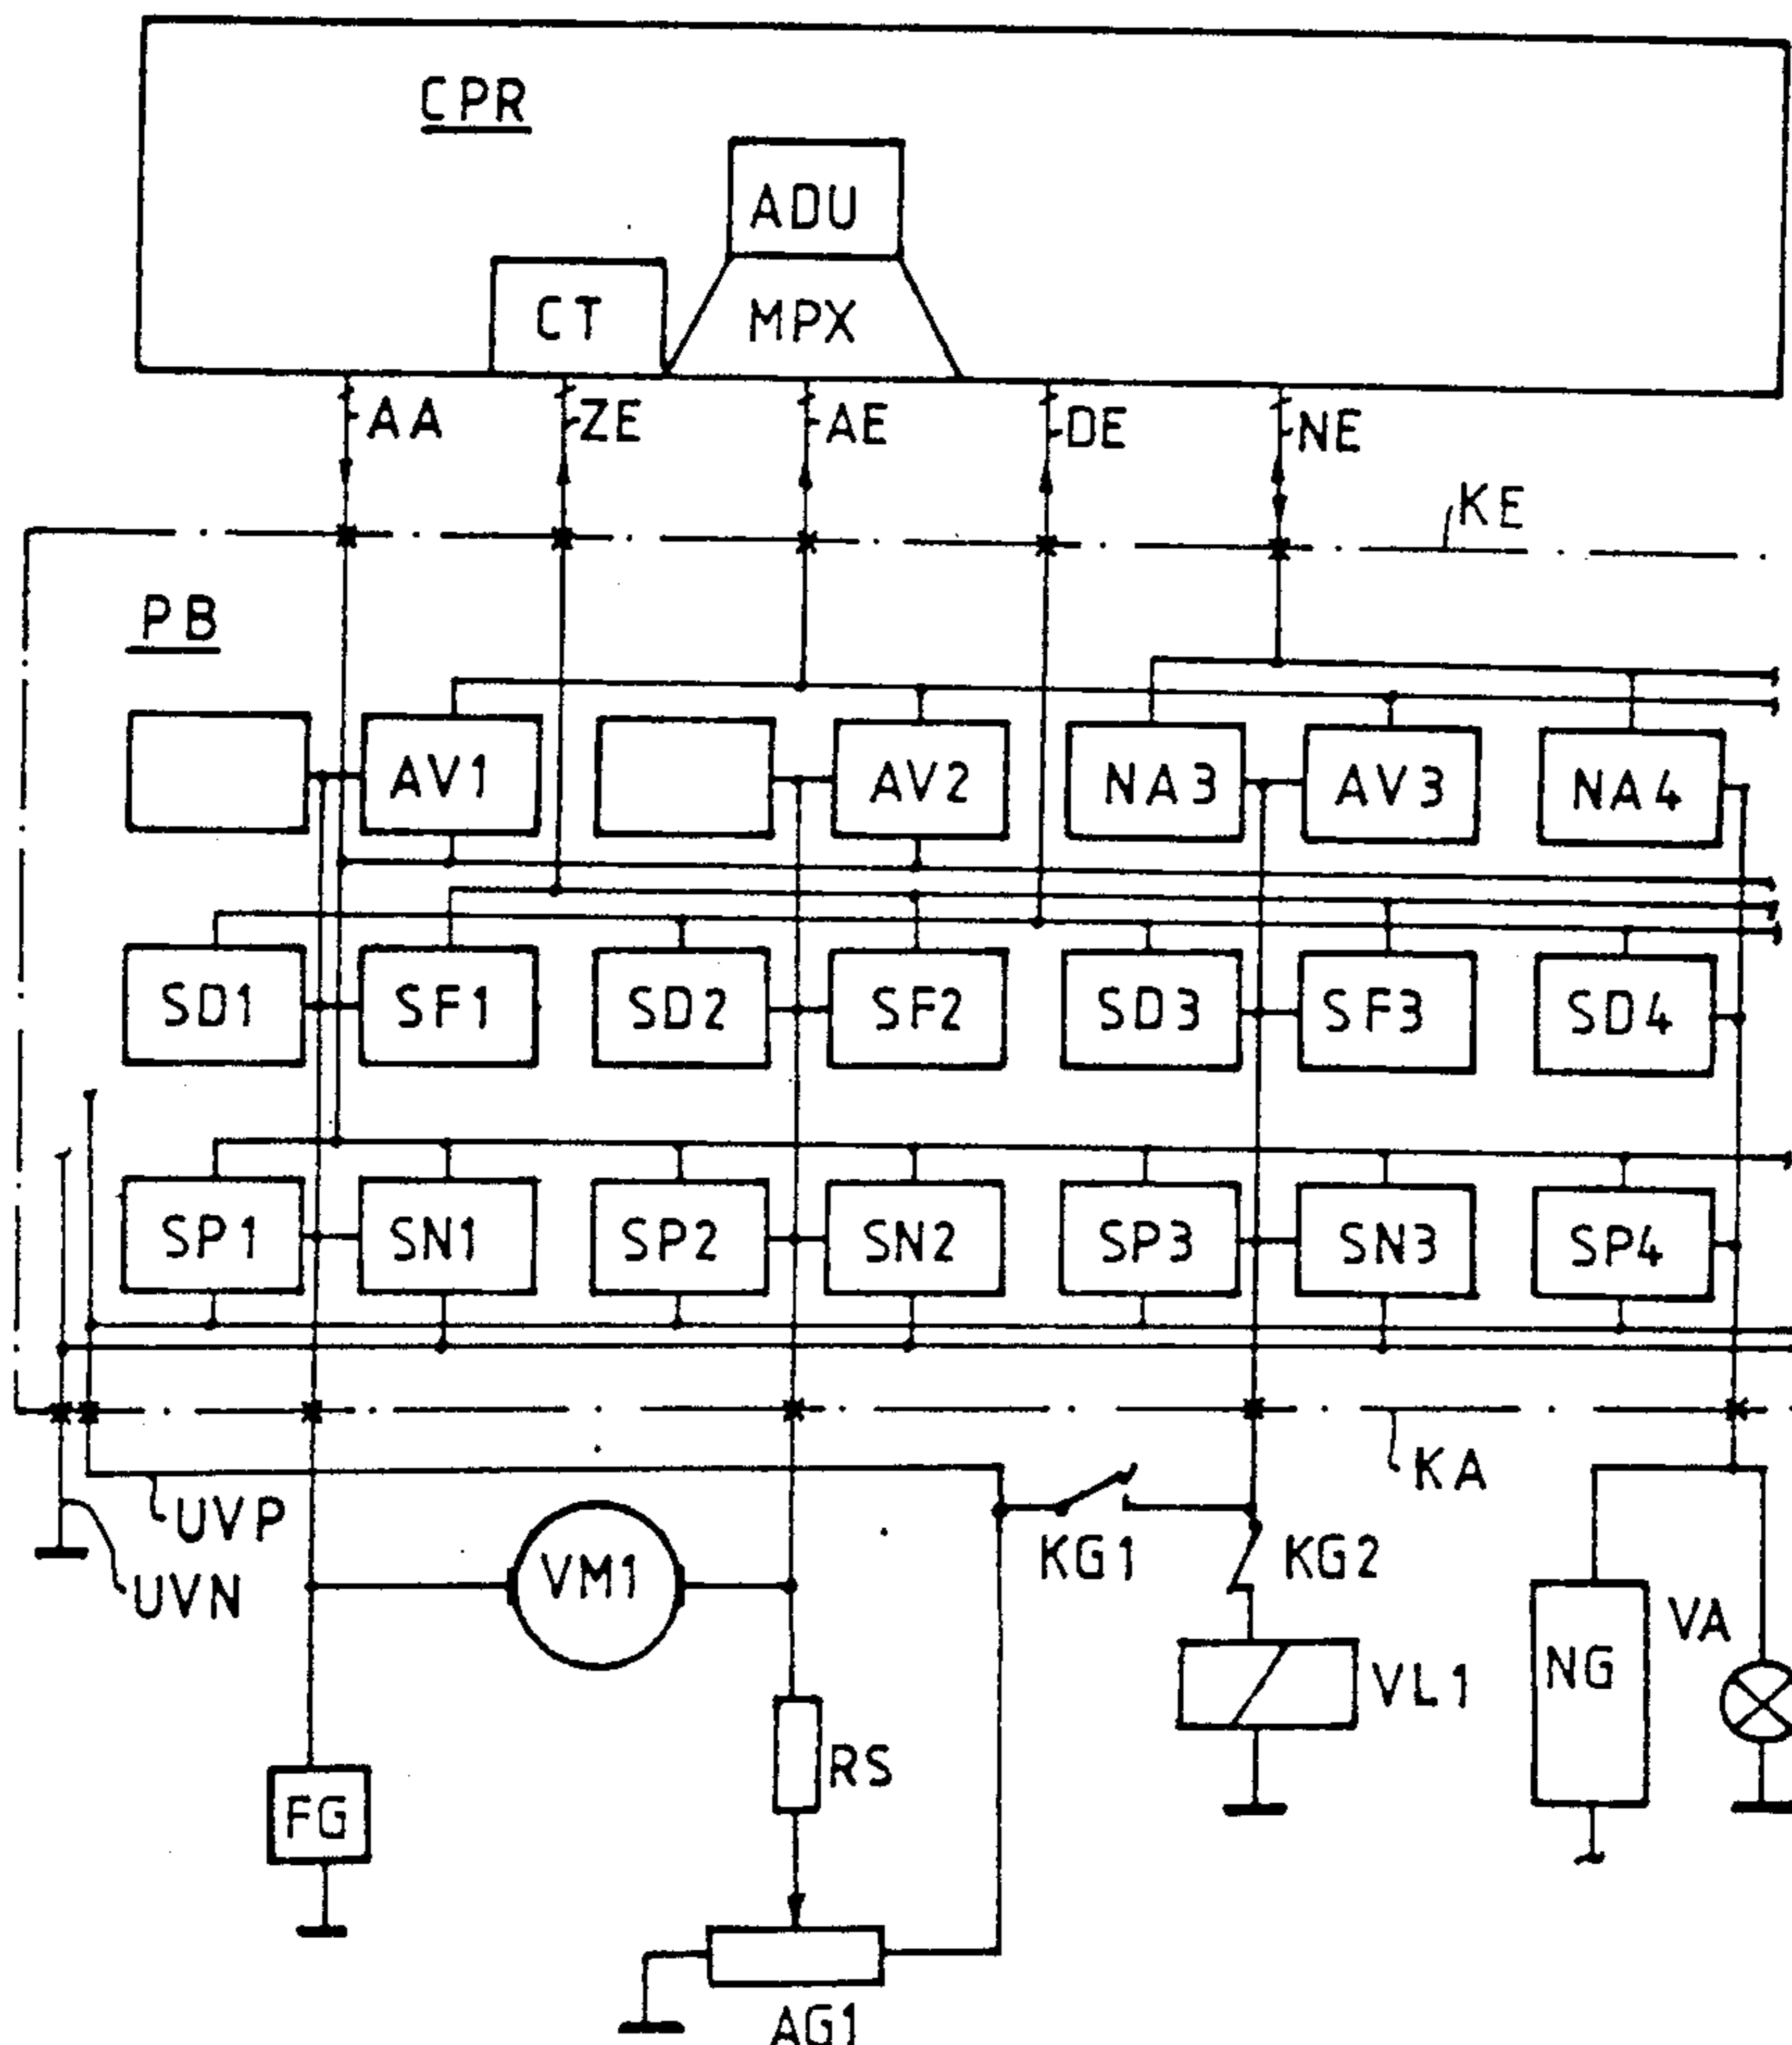 CPR
ADU
CT MPX
AA ZE AE DE NE
KE
PB
AV1 AV2 NA3 AV3 NA4
SD1 SF1 SD2 SF2 SD3 SF3 SD4
SP1 SN1 SP2 SN2 SP3 SN3 SP4
KA
UVP
UVN
VM1
KG1 KG2
VA
NG
VL1
RS
FG
AG1